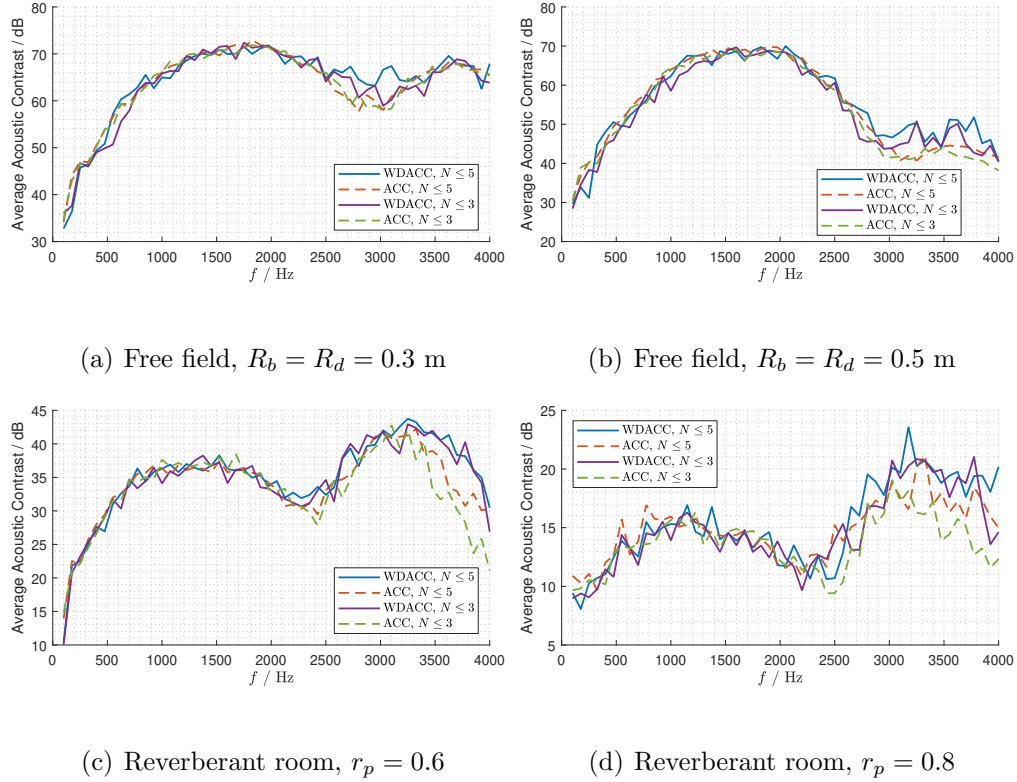 Average Acoustic Contrast / dB
80
70
60
50
40
30
WDACC, N ≤ 5
ACC, N ≤ 5
WDACC, N ≤ 3
ACC, N ≤ 3
0 500 1000 1500 2000 2500 3000 3500 4000
f / Hz
(a) Free field, R_b = R_d = 0.3 m
Average Acoustic Contrast / dB
80
70
60
50
40
30
20
WDACC, N ≤ 5
ACC, N ≤ 5
WDACC, N ≤ 3
ACC, N ≤ 3
0 500 1000 1500 2000 2500 3000 3500 4000
f / Hz
(b) Free field, R_b = R_d = 0.5 m
Average Acoustic Contrast / dB
45
40
35
30
25
20
15
10
WDACC, N ≤ 5
ACC, N ≤ 5
WDACC, N ≤ 3
ACC, N ≤ 3
0 500 1000 1500 2000 2500 3000 3500 4000
f / Hz
(c) Reverberant room, r_p = 0.6
Average Acoustic Contrast / dB
25
20
15
10
5
WDACC, N ≤ 5
ACC, N ≤ 5
WDACC, N ≤ 3
ACC, N ≤ 3
0 500 1000 1500 2000 2500 3000 3500 4000
f / Hz
(d) Reverberant room, r_p = 0.8